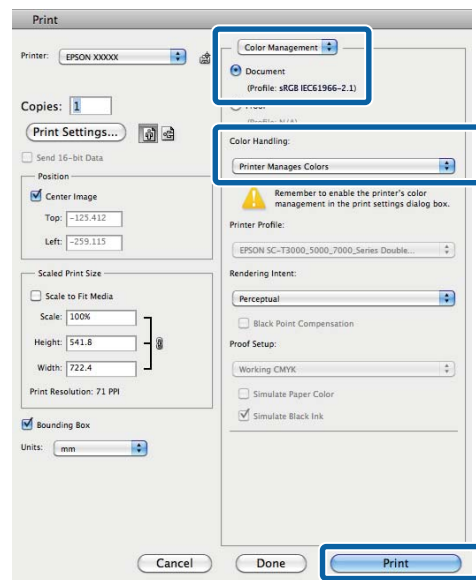 Print
Printer: EPSON XXXXX
Copies: 1
Print Settings...
Send 16-bit Data
Position
Center Image
Top: -125.412
Left: -259.115
Scaled Print Size
Scale to Fit Media
Scale: 100%
Height: 541.8
Width: 722.4
Print Resolution: 71 PPI
Bounding Box
Units: mm
Color Management
Document
(Profile: sRGB IEC61966-2.1)
Color Handling:
Printer Manages Colors
Remember to enable the printer's color
management in the print settings dialog box.
Printer Profile:
EPSON SC-T3000_5000_7000_Series Double...
Rendering Intent:
Perceptual
Black Point Compensation
Proof Setup:
Working CMYK
Simulate Paper Color
Simulate Black Ink
Cancel
Done
Print